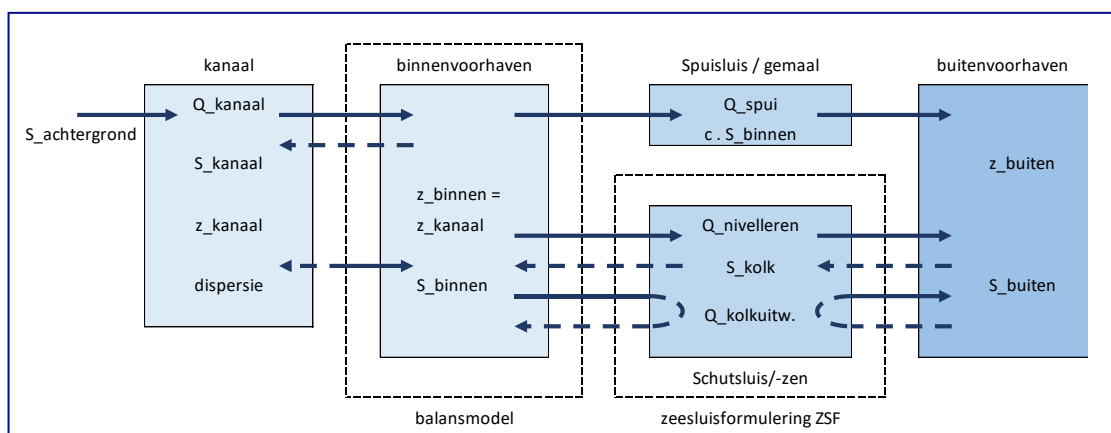 kanaal
binnenvoorhaven
Spuisluis / gemaal
buitenvoorhaven
S_achtergrond
Q_kanaal
S_kanaal
z_kanaal
dispersie
z_binnen =
z_kanaal
S_binnen
Q_spui
c . S_binnen
Q_nivelleren
S_kolk
Q_kolkuitw.
Schutsluis/-zen
z_buiten
S_buiten
balansmodel
zeesluisformulering ZSF